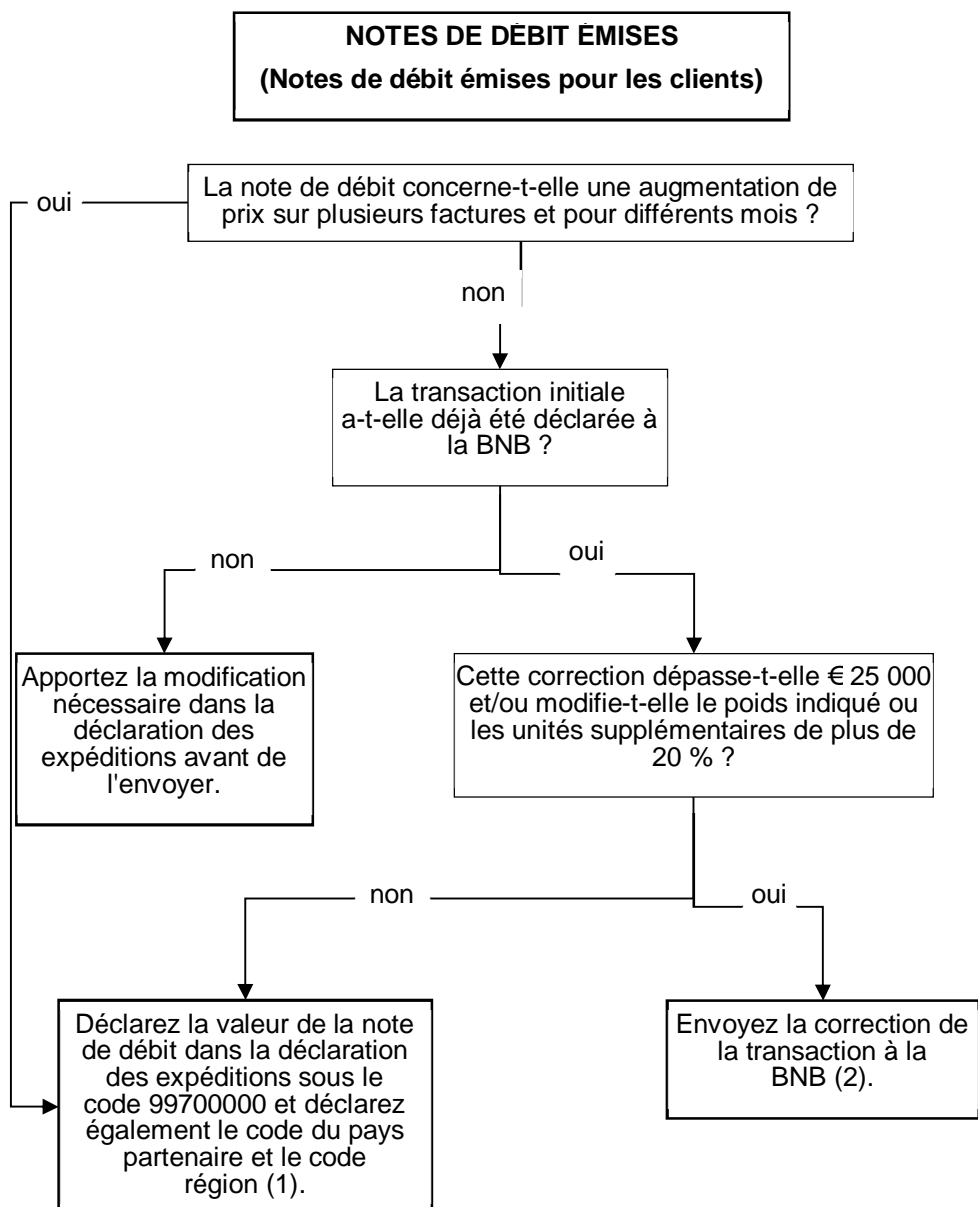 NOTES DE DÉBIT ÉMISES
(Notes de débit émises pour les clients)
oui
La note de débit concerne-t-elle une augmentation de
prix sur plusieurs factures et pour différents mois ?
non
La transaction initiale
a-t-elle déjà été déclarée à
la BNB ?
non
oui
Apportez la modification
nécessaire dans la
déclaration des
expéditions avant de
l'envoyer.
Cette correction dépasse-t-elle € 25 000
et/ou modifie-t-elle le poids indiqué ou
les unités supplémentaires de plus de
20 % ?
non
oui
Déclarez la valeur de la note
de débit dans la déclaration
des expéditions sous le
code 99700000 et déclarez
également le code du pays
partenaire et le code
région (1).
Envoyez la correction de
la transaction à la
BNB (2).